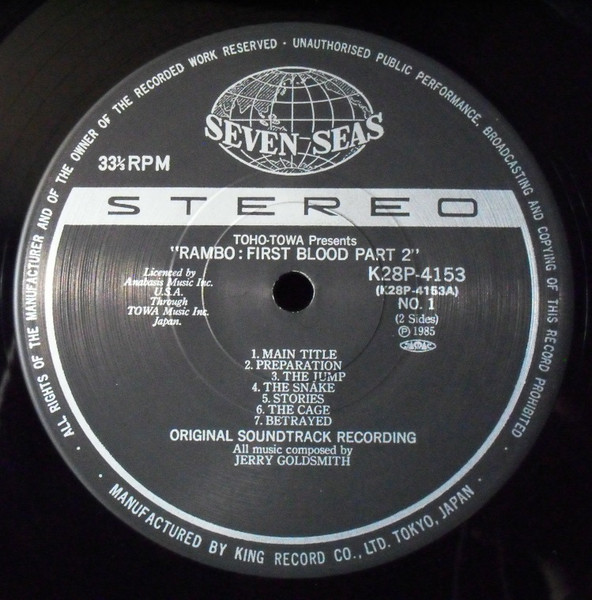 · ALL RIGHTS OF THE MANUFACTURER AND OF THE OWNER OF THE RECORDED WORK RESERVED · UNAUTHORISED PUBLIC PERFORMANCE, BROADCASTING AND COPYING OF THIS RECORD PROHIBITED ·
SEVEN SEAS
33⅓ RPM
STEREO
TOHO-TOWA Presents
"RAMBO: FIRST BLOOD PART 2"
Licenced by
Anabasis Music Inc.
U.S.A.
Through
TOWA Music Inc.
Japan.
K28P-4153
(K28P-4153A)
NO. 1
(2 Sides)
Ⓟ 1985
1. MAIN TITLE
2. PREPARATION
3. THE JUMP
4. THE SNAKE
5. STORIES
6. THE CAGE
7. BETRAYED
ORIGINAL SOUNDTRACK RECORDING
All music composed by
JERRY GOLDSMITH
· MANUFACTURED BY KING RECORD CO., LTD. TOKYO, JAPAN ·